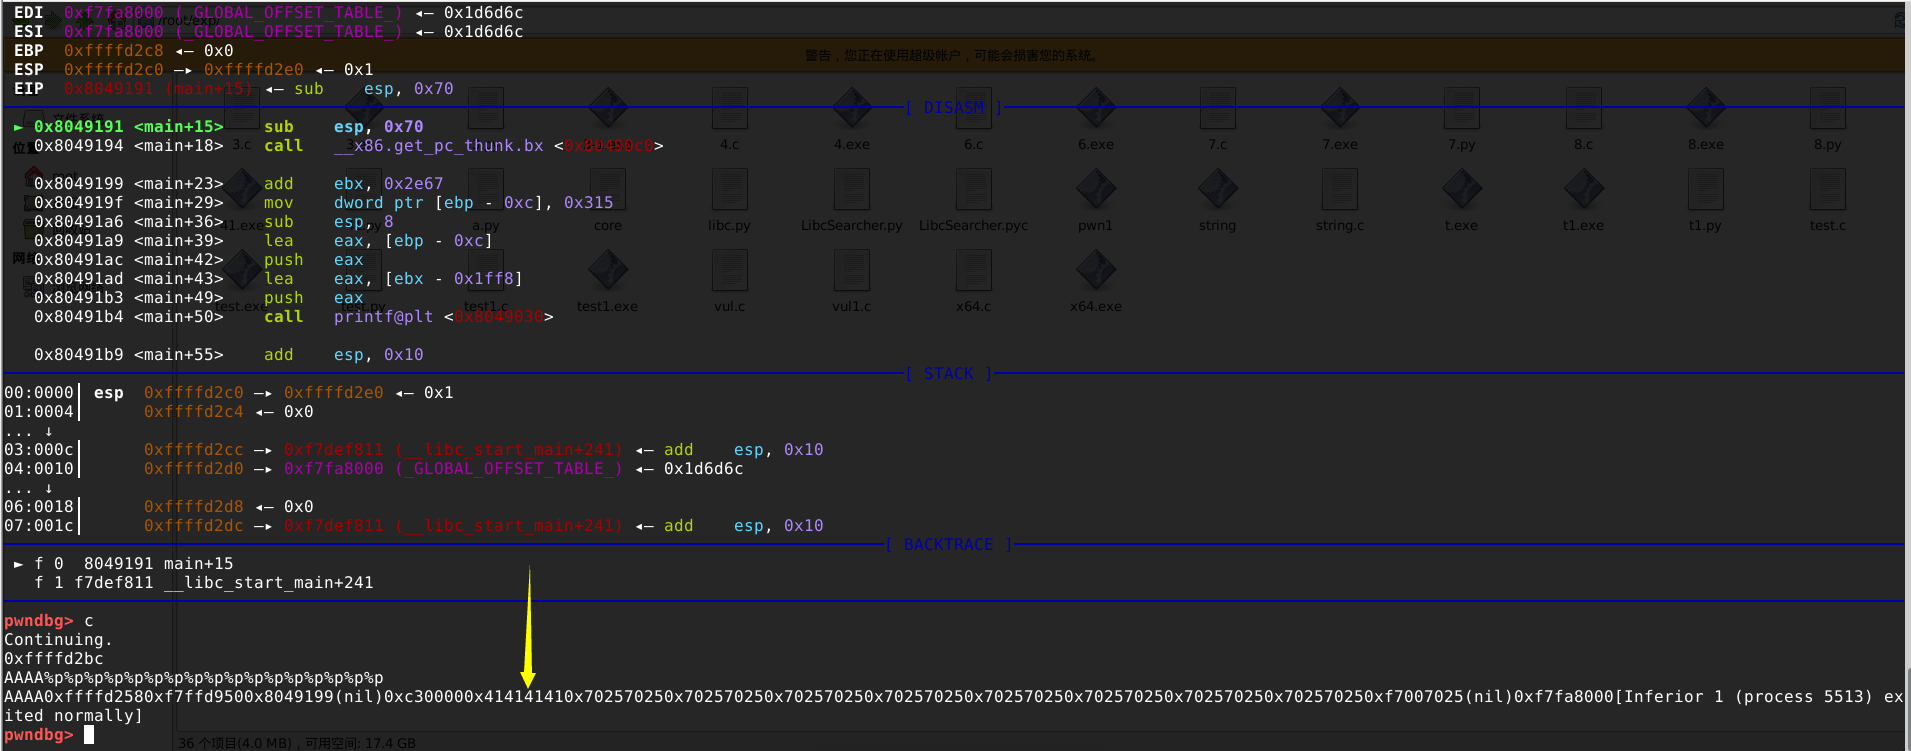 EDI 0xf7fa8000 (_GLOBAL_OFFSET_TABLE_) ◂— 0x1d6d6c
ESI 0xf7fa8000 (_GLOBAL_OFFSET_TABLE_) ◂— 0x1d6d6c
EBP 0xffffd2c8 ◂— 0x0
警告，您正在使用超级帐户，可能会损害您的系统。
ESP 0xffffd2c0 —▸ 0xffffd2e0 ◂— 0x1
EIP 0x8049191 (main+15) ◂— sub esp, 0x70
[ DISASM ]
► 0x8049191 <main+15> sub esp, 0x70
0x8049194 <main+18> call __x86.get_pc_thunk.bx <0x80490c0>
3.c 4.c 4.exe 6.c 6.exe 7.c 7.exe 7.py 8.c 8.exe 8.py
0x8049199 <main+23> add ebx, 0x2e67
0x804919f <main+29> mov dword ptr [ebp - 0xc], 0x315
0x80491a6 <main+36> sub esp, 8
41.exe a.py core libc.py LibcSearcher.py LibcSearcher.pyc pwn1 string string.c t.exe t1.exe t1.py test.c
0x80491a9 <main+39> lea eax, [ebp - 0xc]
0x80491ac <main+42> push eax
0x80491ad <main+43> lea eax, [ebx - 0x1ff8]
0x80491b3 <main+49> push eax
test.exe test.py test1.c test1.exe vul.c vul1.c x64.c x64.exe
0x80491b4 <main+50> call printf@plt <0x8049030>
0x80491b9 <main+55> add esp, 0x10
[ STACK ]
00:0000│ esp 0xffffd2c0 —▸ 0xffffd2e0 ◂— 0x1
01:0004│ 0xffffd2c4 ◂— 0x0
... ↓
03:000c│ 0xffffd2cc —▸ 0xf7def811 (__libc_start_main+241) ◂— add esp, 0x10
04:0010│ 0xffffd2d0 —▸ 0xf7fa8000 (_GLOBAL_OFFSET_TABLE_) ◂— 0x1d6d6c
... ↓
06:0018│ 0xffffd2d8 ◂— 0x0
07:001c│ 0xffffd2dc —▸ 0xf7def811 (__libc_start_main+241) ◂— add esp, 0x10
[ BACKTRACE ]
► f 0 8049191 main+15
f 1 f7def811 __libc_start_main+241
pwndbg> c
Continuing.
0xffffd2bc
AAAA%p%p%p%p%p%p%p%p%p%p%p%p%p%p%p%p%p
AAAA0xffffd2580xf7ffd9500x8049199(nil)0xc300000x414141410x702570250x702570250x702570250x702570250x702570250x702570250x702570250x702570250xf7007025(nil)0xf7fa8000[Inferior 1 (process 5513) ex
ited normally]
pwndbg>
36 个项目(4.0 MB)，可用空间: 17.4 GB